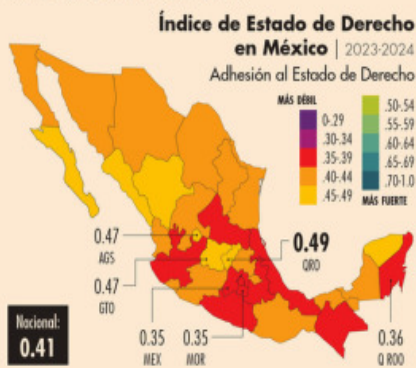 Índice de Estado de Derecho
en México | 2023-2024
Adhesión al Estado de Derecho
MÁS DÉBIL
0-.29
.30-34
.35-39
.40-44
.45-49
.50-54
.55-59
.60-64
.65-69
.70-1.0
MÁS FUERTE
0.47
AGS
0.49
QRO
0.47
GTO
Nacional:
0.41
0.35
MEX
0.35
MOR
0.36
Q ROO